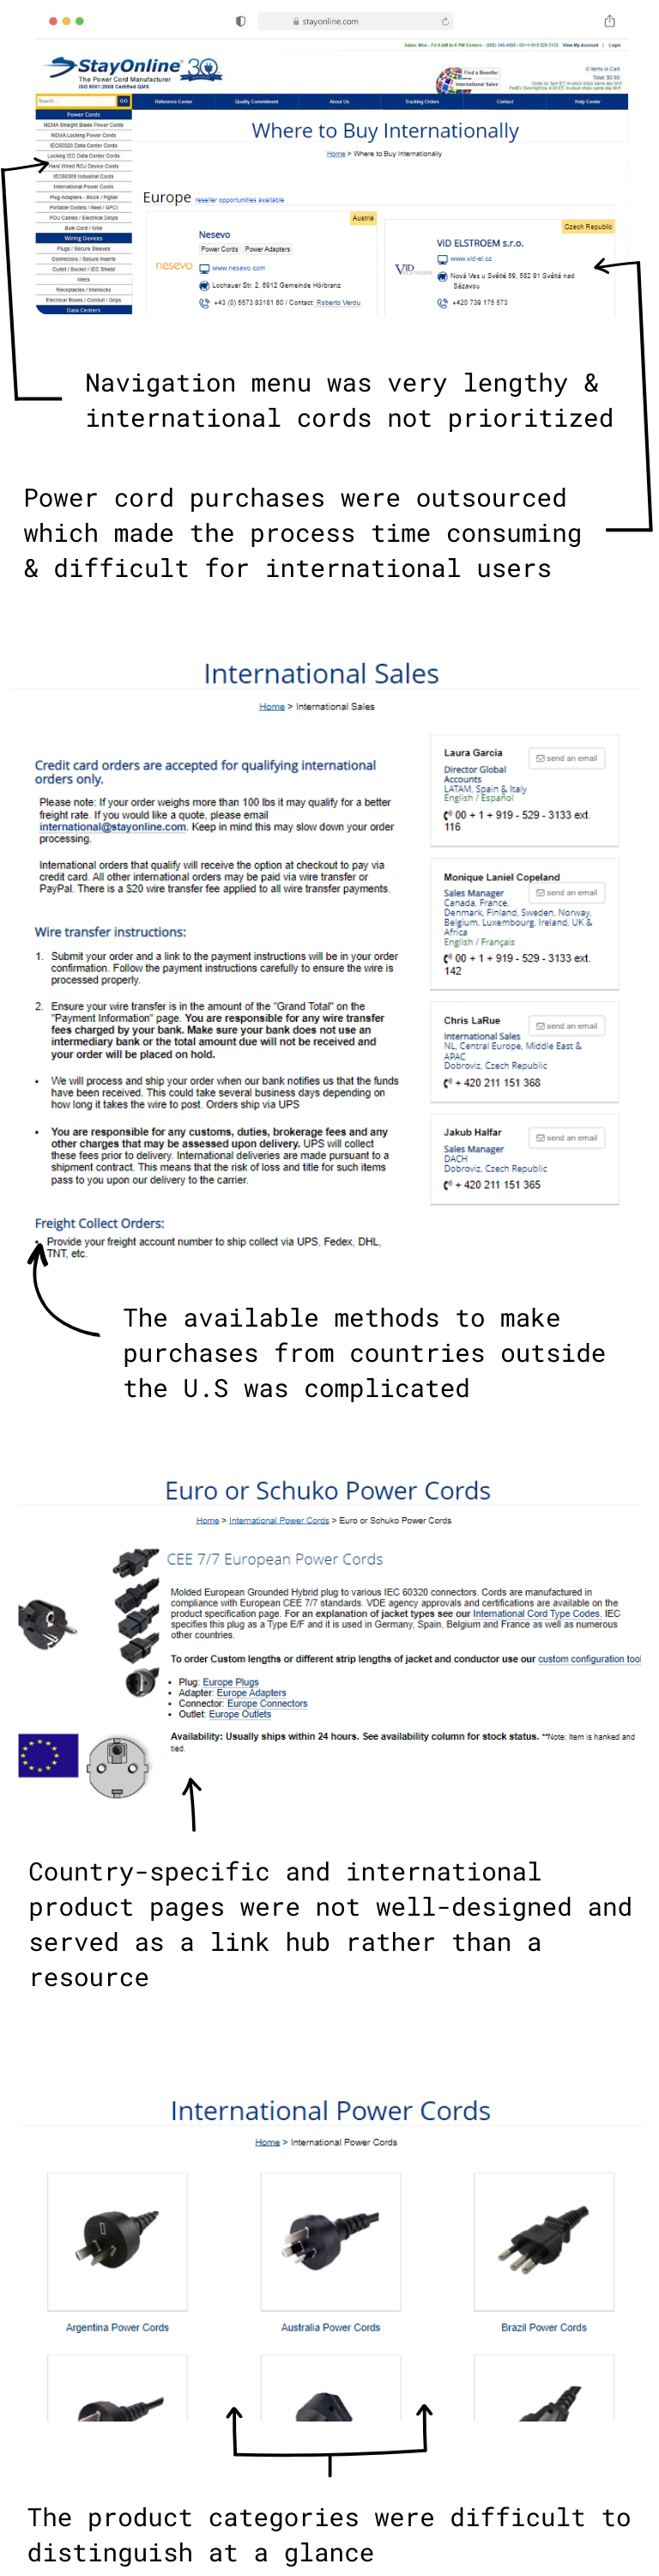 stayonline.com
Sales: Mon - Fri 8 AM to 6 PM Eastern - (888) 346-4688 / 00+1+919 529 3133 View My Account | Login
StayOnline 30
The Power Cord Manufacturer
ISO 9001:2008 Certified QMS
Find a Reseller
International Sales
0 Items in Cart
Total: $0.00
Search...
GO
Reference Center
Quality Commitment
About Us
Tracking Orders
Contact
Help Center
Power Cords
NEMA Straight Blade Power Cords
NEMA Locking Power Cords
IEC60320 Data Center Cords
Locking IEC Data Center Cords
Hard Wired ROJ Device Cords
IEC60309 Industrial Cords
International Power Cords
Plug Adapters - Block / Pigtail
Portable Outlets / Reel / GFCI
PDU Cables / Electrical Drops
Bulk Cord / Wire
Wiring Devices
Plugs / Secure Sleeves
Connectors / Secure Inserts
Outlet / Socket / IEC Shield
Inlets
Receptacles / Interlocks
Electrical Boxes / Conduit / Grips
Data Centers
Where to Buy Internationally
Home > Where to Buy Internationally
Europe reseller opportunities available
Austria
Nesevo
Power Cords Power Adapters
nesevo
www.nesevo.com
Lochauer Str. 2, 6912 Gemeinde Hörbranz
+43 (0) 5573 83181 60 / Contact: Roberto Verdu
Czech Republic
ViD ELSTROEM s.r.o.
ViD ELSTROEM
www.vid-el.cz
Nová Ves u Světlé 59, 582 91 Světlá nad
Sázavou
+420 739 175 573
Navigation menu was very lengthy &
international cords not prioritized
Power cord purchases were outsourced
which made the process time consuming
& difficult for international users
International Sales
Home > International Sales
Credit card orders are accepted for qualifying international
orders only.
Please note: If your order weighs more than 100 lbs it may qualify for a better
freight rate. If you would like a quote, please email
international@stayonline.com. Keep in mind this may slow down your order
processing.
International orders that qualify will receive the option at checkout to pay via
credit card. All other international orders may be paid via wire transfer or
PayPal. There is a $20 wire transfer fee applied to all wire transfer payments.
Wire transfer instructions:
1. Submit your order and a link to the payment instructions will be in your order
confirmation. Follow the payment instructions carefully to ensure the wire is
processed properly.
2. Ensure your wire transfer is in the amount of the "Grand Total" on the
"Payment Information" page. You are responsible for any wire transfer
fees charged by your bank. Make sure your bank does not use an
intermediary bank or the total amount due will not be received and
your order will be placed on hold.
• We will process and ship your order when our bank notifies us that the funds
have been received. This could take several business days depending on
how long it takes the wire to post. Orders ship via UPS
• You are responsible for any customs, duties, brokerage fees and any
other charges that may be assessed upon delivery. UPS will collect
these fees prior to delivery. International deliveries are made pursuant to a
shipment contract. This means that the risk of loss and title for such items
pass to you upon our delivery to the carrier.
Freight Collect Orders:
• Provide your freight account number to ship collect via UPS, Fedex, DHL,
TNT, etc.
Laura Garcia
send an email
Director Global
Accounts
LATAM, Spain & Italy
English / Español
00 + 1 + 919 - 529 - 3133 ext.
116
Monique Laniel Copeland
Sales Manager
send an email
Canada, France,
Denmark, Finland, Sweden, Norway,
Belgium, Luxembourg, Ireland, UK &
Africa
English / Français
00 + 1 + 919 - 529 - 3133 ext.
142
Chris LaRue
send an email
International Sales
NL, Central Europe, Middle East &
APAC
Dobroviz, Czech Republic
+ 420 211 151 368
Jakub Halfar
send an email
Sales Manager
DACH
Dobroviz, Czech Republic
+ 420 211 151 365
The available methods to make
purchases from countries outside
the U.S was complicated
Euro or Schuko Power Cords
Home > International Power Cords > Euro or Schuko Power Cords
CEE 7/7 European Power Cords
Molded European Grounded Hybrid plug to various IEC 60320 connectors. Cords are manufactured in
compliance with European CEE 7/7 standards. VDE agency approvals and certifications are available on the
product specification page. For an explanation of jacket types see our International Cord Type Codes. IEC
specifies this plug as a Type E/F and it is used in Germany, Spain, Belgium and France as well as numerous
other countries.
To order Custom lengths or different strip lengths of jacket and conductor use our custom configuration tool
• Plug: Europe Plugs
• Adapter: Europe Adapters
• Connector: Europe Connectors
• Outlet: Europe Outlets
Availability: Usually ships within 24 hours. See availability column for stock status. **Note: Item is hanked and
tied.
Country-specific and international
product pages were not well-designed and
served as a link hub rather than a
resource
International Power Cords
Home > International Power Cords
Argentina Power Cords
Australia Power Cords
Brazil Power Cords
The product categories were difficult to
distinguish at a glance